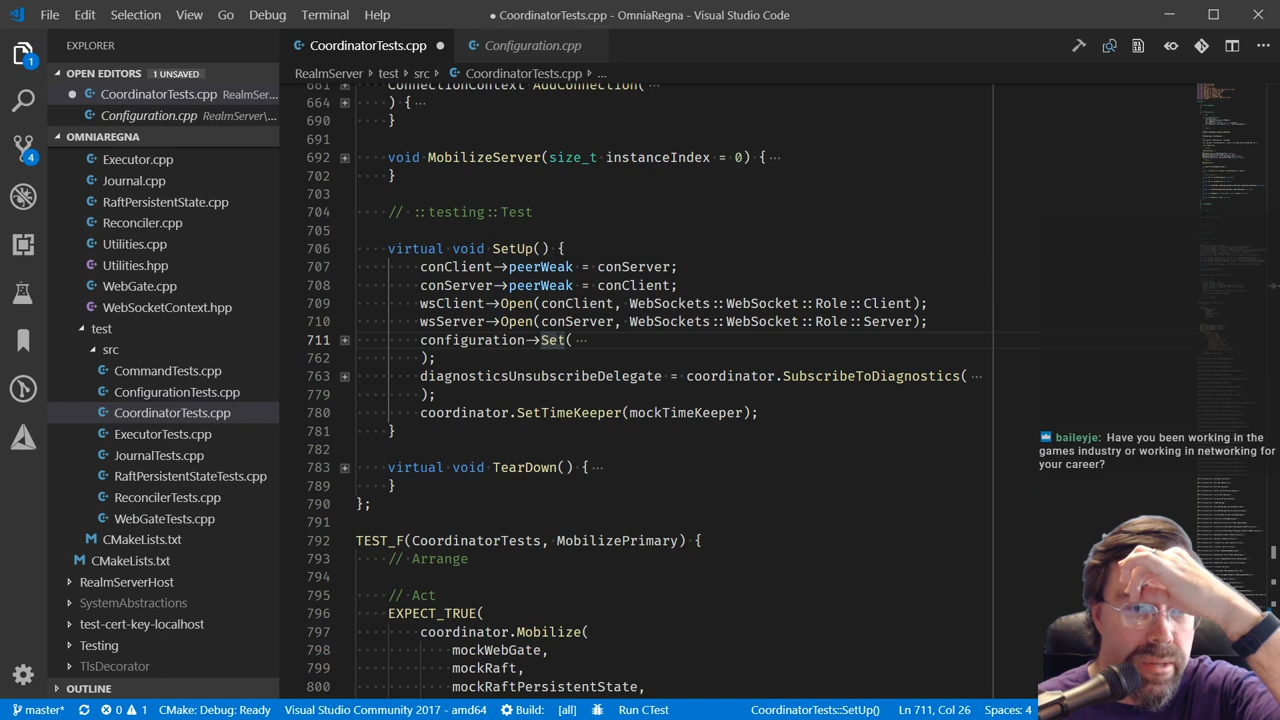 File Edit Selection View Go Debug Terminal Help
● CoordinatorTests.cpp - OmniaRegna - Visual Studio Code
EXPLORER
CoordinatorTests.cpp ●
Configuration.cpp
OPEN EDITORS 1 UNSAVED
RealmServer > test > src > CoordinatorTests.cpp > ...
● CoordinatorTests.cpp RealmSer...
Configuration.cpp RealmServer\...
OMNIAREGNA
Executor.cpp
Journal.cpp
RaftPersistentState.cpp
Reconciler.cpp
Utilities.cpp
Utilities.hpp
WebGate.cpp
WebSocketContext.hpp
test
src
CommandTests.cpp
ConfigurationTests.cpp
CoordinatorTests.cpp
ExecutorTests.cpp
JournalTests.cpp
RaftPersistentStateTests.cpp
ReconcilerTests.cpp
WebGateTests.cpp
CMakeLists.txt
CMakeLists.txt
RealmServerHost
SystemAbstractions
test-cert-key-localhost
Testing
TlsDecorator
OUTLINE
1
4
661 ConnectionContext AddConnection( ...
664 ) { ...
690 }
691
692 void MobilizeServer(size_t instanceIndex = 0) { ...
702 }
703
704 // ::testing::Test
705
706 virtual void SetUp() {
707 conClient->peerWeak = conServer;
708 conServer->peerWeak = conClient;
709 wsClient->Open(conClient, WebSockets::WebSocket::Role::Client);
710 wsServer->Open(conServer, WebSockets::WebSocket::Role::Server);
711 configuration->Set( ...
762 );
763 diagnosticsUnsubscribeDelegate = coordinator.SubscribeToDiagnostics( ...
779 );
780 coordinator.SetTimeKeeper(mockTimeKeeper);
781 }
782
783 virtual void TearDown() { ...
789 }
790 };
791
792 TEST_F(CoordinatorTests, MobilizePrimary) {
793 // Arrange
794
795 // Act
796 EXPECT_TRUE(
797 coordinator.Mobilize(
798 mockWebGate,
799 mockRaft,
800 mockRaftPersistentState,
baileyje: Have you been working in the
games industry or working in networking for
your career?
master* 0 1 CMake: Debug: Ready Visual Studio Community 2017 - amd64 Build: [all] Run CTest CoordinatorTests::SetUp() Ln 711, Col 26 Spaces: 4